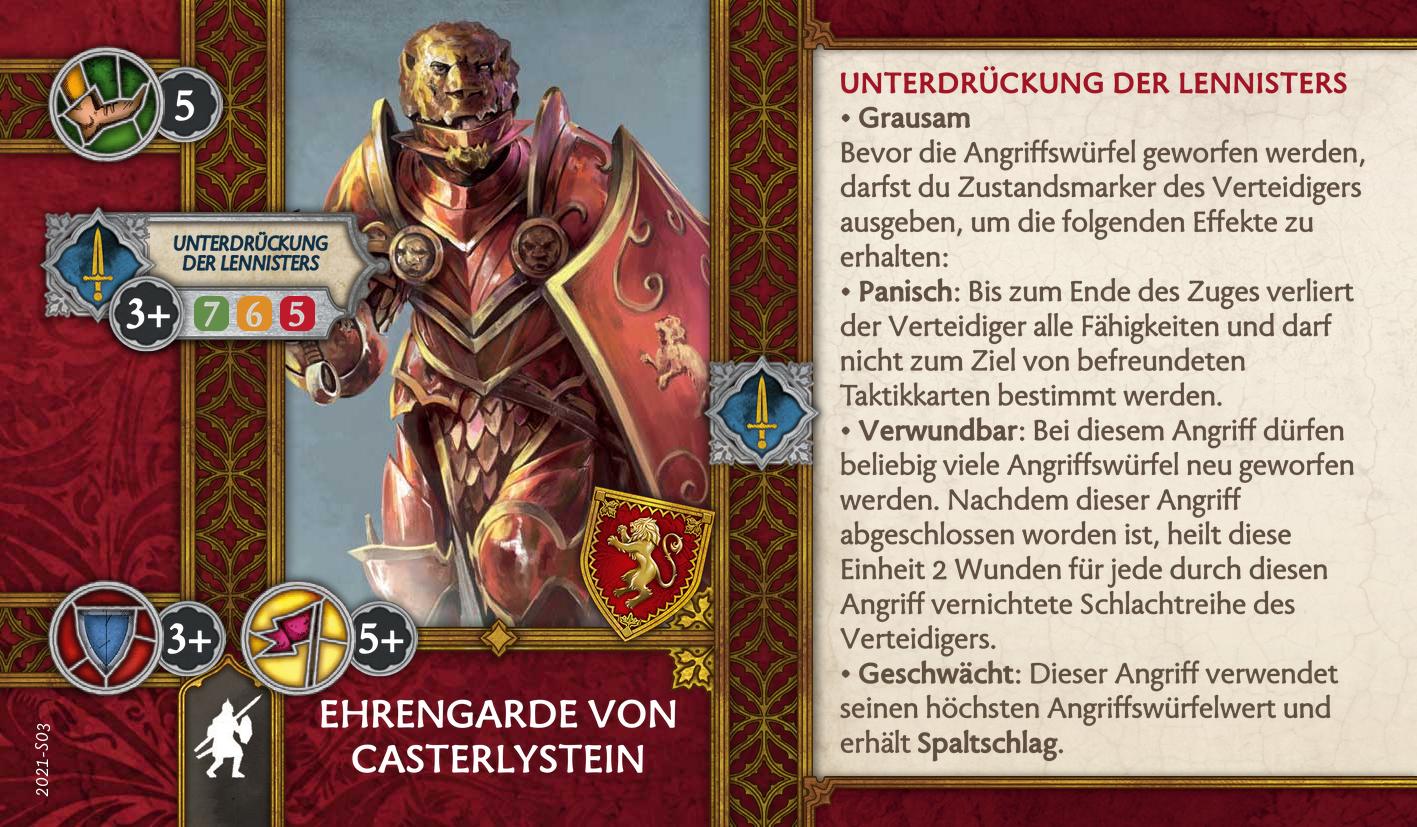 5
UNTERDRÜCKUNG
DER LENNISTERS
3+ 7 6 5
3+ 5+
EHRENGARDE VON
CASTERLYSTEIN
2021-S03
UNTERDRÜCKUNG DER LENNISTERS
• Grausam
Bevor die Angriffswürfel geworfen werden,
darfst du Zustandsmarker des Verteidigers
ausgeben, um die folgenden Effekte zu
erhalten:
• Panisch: Bis zum Ende des Zuges verliert
der Verteidiger alle Fähigkeiten und darf
nicht zum Ziel von befreundeten
Taktikkarten bestimmt werden.
• Verwundbar: Bei diesem Angriff dürfen
beliebig viele Angriffswürfel neu geworfen
werden. Nachdem dieser Angriff
abgeschlossen worden ist, heilt diese
Einheit 2 Wunden für jede durch diesen
Angriff vernichtete Schlachtreihe des
Verteidigers.
• Geschwächt: Dieser Angriff verwendet
seinen höchsten Angriffswürfelwert und
erhält Spaltschlag.